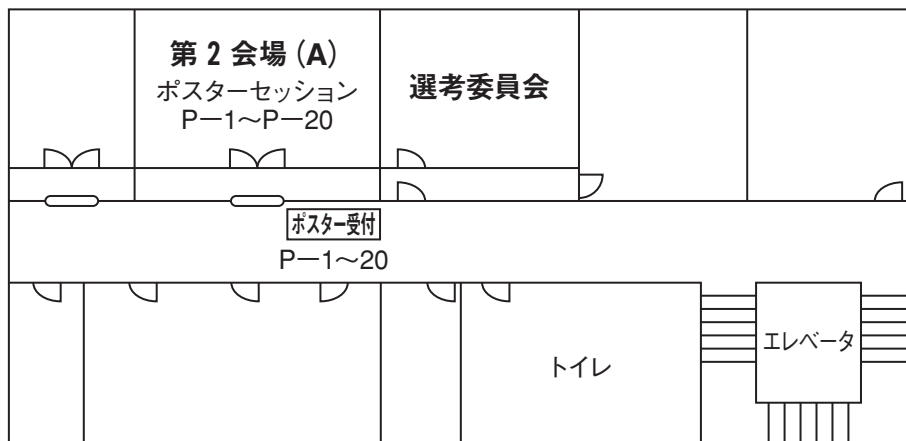 第 2 会場（A）
ポスターセッション
P－1～P－20
選考委員会
ポスター受付
P－1～20
トイレ
エレベータ